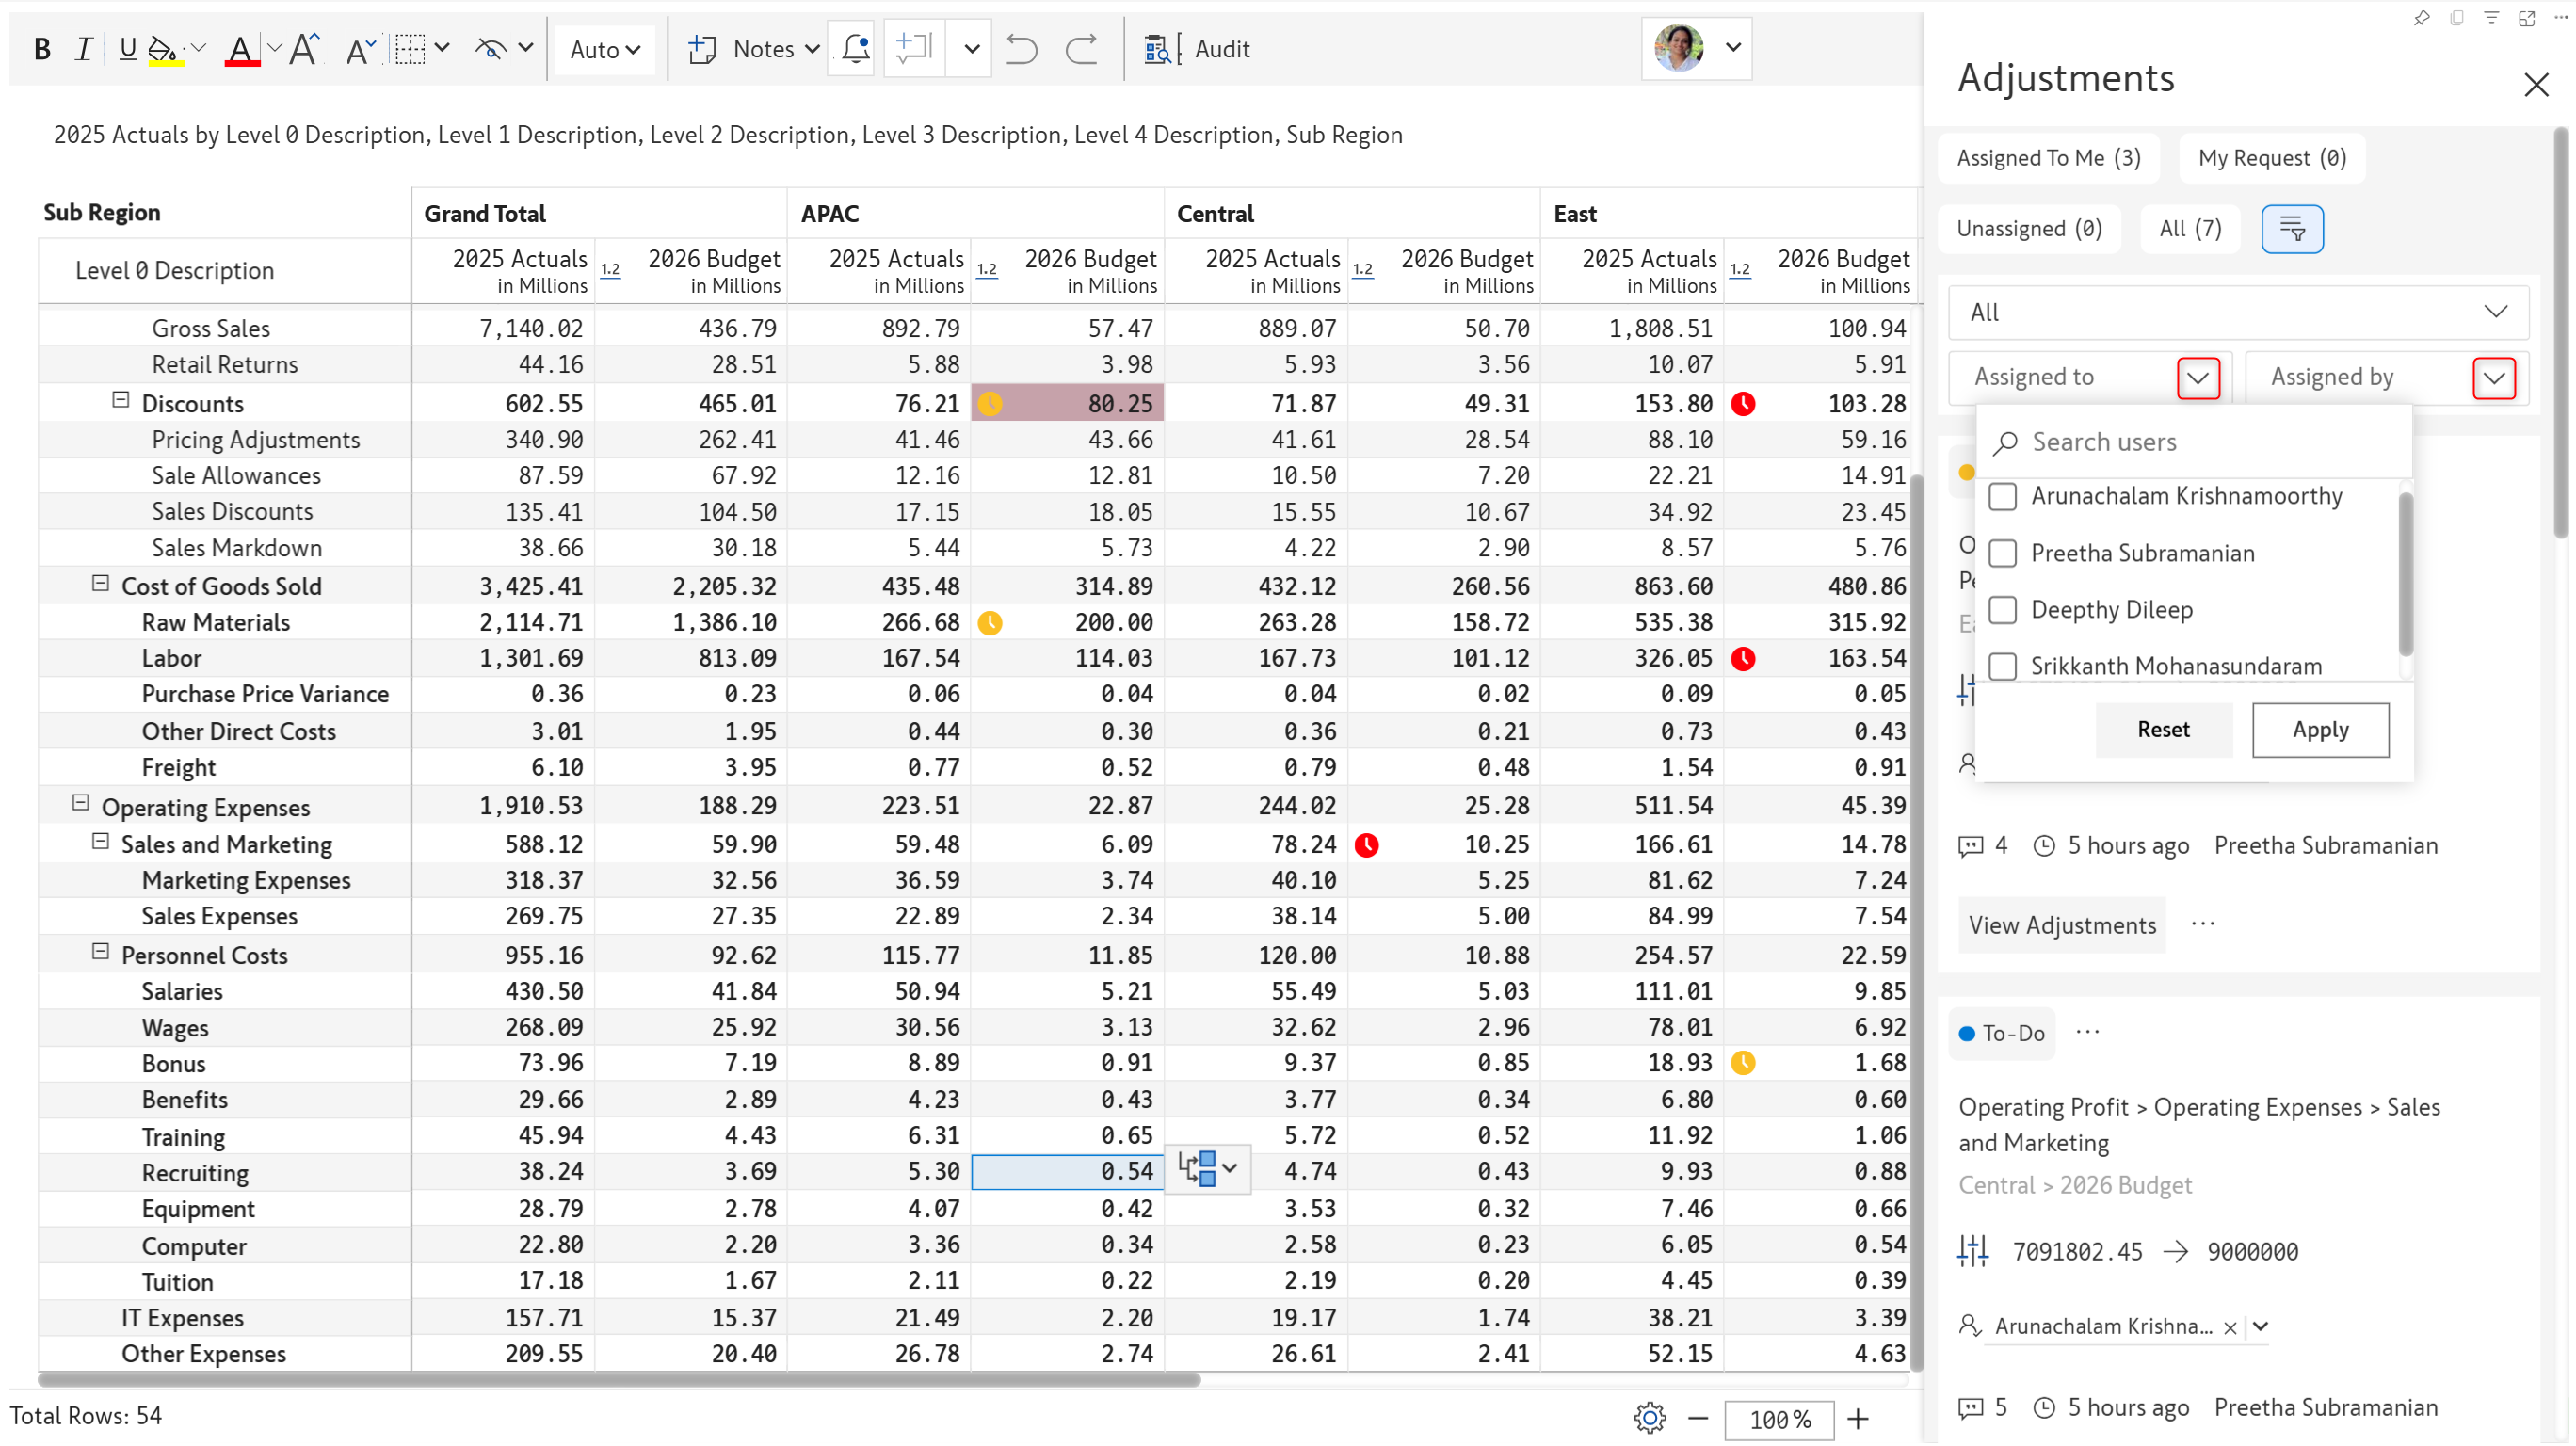 B I U A A A Auto Notes Audit
Adjustments
2025 Actuals by Level 0 Description, Level 1 Description, Level 2 Description, Level 3 Description, Level 4 Description, Sub Region
Assigned To Me (3) My Request (0)
Unassigned (0) All (7)
All
Assigned to Assigned by
Search users
Arunachalam Krishnamoorthy
Preetha Subramanian
Deepthy Dileep
Srikkanth Mohanasundaram
Reset Apply
4 5 hours ago Preetha Subramanian
View Adjustments ...
To-Do ...
Operating Profit > Operating Expenses > Sales
and Marketing
Central > 2026 Budget
7091802.45 → 9000000
Arunachalam Krishna... ×
5 5 hours ago Preetha Subramanian
Sub Region Grand Total APAC Central East
Level 0 Description 2025 Actuals 1.2 2026 Budget 2025 Actuals 1.2 2026 Budget 2025 Actuals 1.2 2026 Budget 2025 Actuals 1.2 2026 Budget
in Millions in Millions in Millions in Millions in Millions in Millions in Millions in Millions
Gross Sales 7,140.02 436.79 892.79 57.47 889.07 50.70 1,808.51 100.94
Retail Returns 44.16 28.51 5.88 3.98 5.93 3.56 10.07 5.91
Discounts 602.55 465.01 76.21 80.25 71.87 49.31 153.80 103.28
Pricing Adjustments 340.90 262.41 41.46 43.66 41.61 28.54 88.10 59.16
Sale Allowances 87.59 67.92 12.16 12.81 10.50 7.20 22.21 14.91
Sales Discounts 135.41 104.50 17.15 18.05 15.55 10.67 34.92 23.45
Sales Markdown 38.66 30.18 5.44 5.73 4.22 2.90 8.57 5.76
Cost of Goods Sold 3,425.41 2,205.32 435.48 314.89 432.12 260.56 863.60 480.86
Raw Materials 2,114.71 1,386.10 266.68 200.00 263.28 158.72 535.38 315.92
Labor 1,301.69 813.09 167.54 114.03 167.73 101.12 326.05 163.54
Purchase Price Variance 0.36 0.23 0.06 0.04 0.04 0.02 0.09 0.05
Other Direct Costs 3.01 1.95 0.44 0.30 0.36 0.21 0.73 0.43
Freight 6.10 3.95 0.77 0.52 0.79 0.48 1.54 0.91
Operating Expenses 1,910.53 188.29 223.51 22.87 244.02 25.28 511.54 45.39
Sales and Marketing 588.12 59.90 59.48 6.09 78.24 10.25 166.61 14.78
Marketing Expenses 318.37 32.56 36.59 3.74 40.10 5.25 81.62 7.24
Sales Expenses 269.75 27.35 22.89 2.34 38.14 5.00 84.99 7.54
Personnel Costs 955.16 92.62 115.77 11.85 120.00 10.88 254.57 22.59
Salaries 430.50 41.84 50.94 5.21 55.49 5.03 111.01 9.85
Wages 268.09 25.92 30.56 3.13 32.62 2.96 78.01 6.92
Bonus 73.96 7.19 8.89 0.91 9.37 0.85 18.93 1.68
Benefits 29.66 2.89 4.23 0.43 3.77 0.34 6.80 0.60
Training 45.94 4.43 6.31 0.65 5.72 0.52 11.92 1.06
Recruiting 38.24 3.69 5.30 0.54 4.74 0.43 9.93 0.88
Equipment 28.79 2.78 4.07 0.42 3.53 0.32 7.46 0.66
Computer 22.80 2.20 3.36 0.34 2.58 0.23 6.05 0.54
Tuition 17.18 1.67 2.11 0.22 2.19 0.20 4.45 0.39
IT Expenses 157.71 15.37 21.49 2.20 19.17 1.74 38.21 3.39
Other Expenses 209.55 20.40 26.78 2.74 26.61 2.41 52.15 4.63
Total Rows: 54 100%